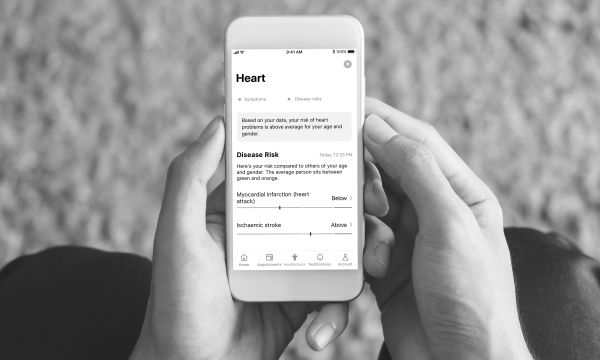 9:41 AM
100%
Heart
Symptoms
Disease risks
Based on your data, your risk of heart
problems is above average for your age and
gender.
Disease Risk
Today, 12:33 PM
Here's your risk compared to others of your age
and gender. The average person sits between
green and orange.
Myocardial infarction (heart
attack)
Below
Ischaemic stroke
Above
Home
Appointments
Healthcheck
Notifications
Account